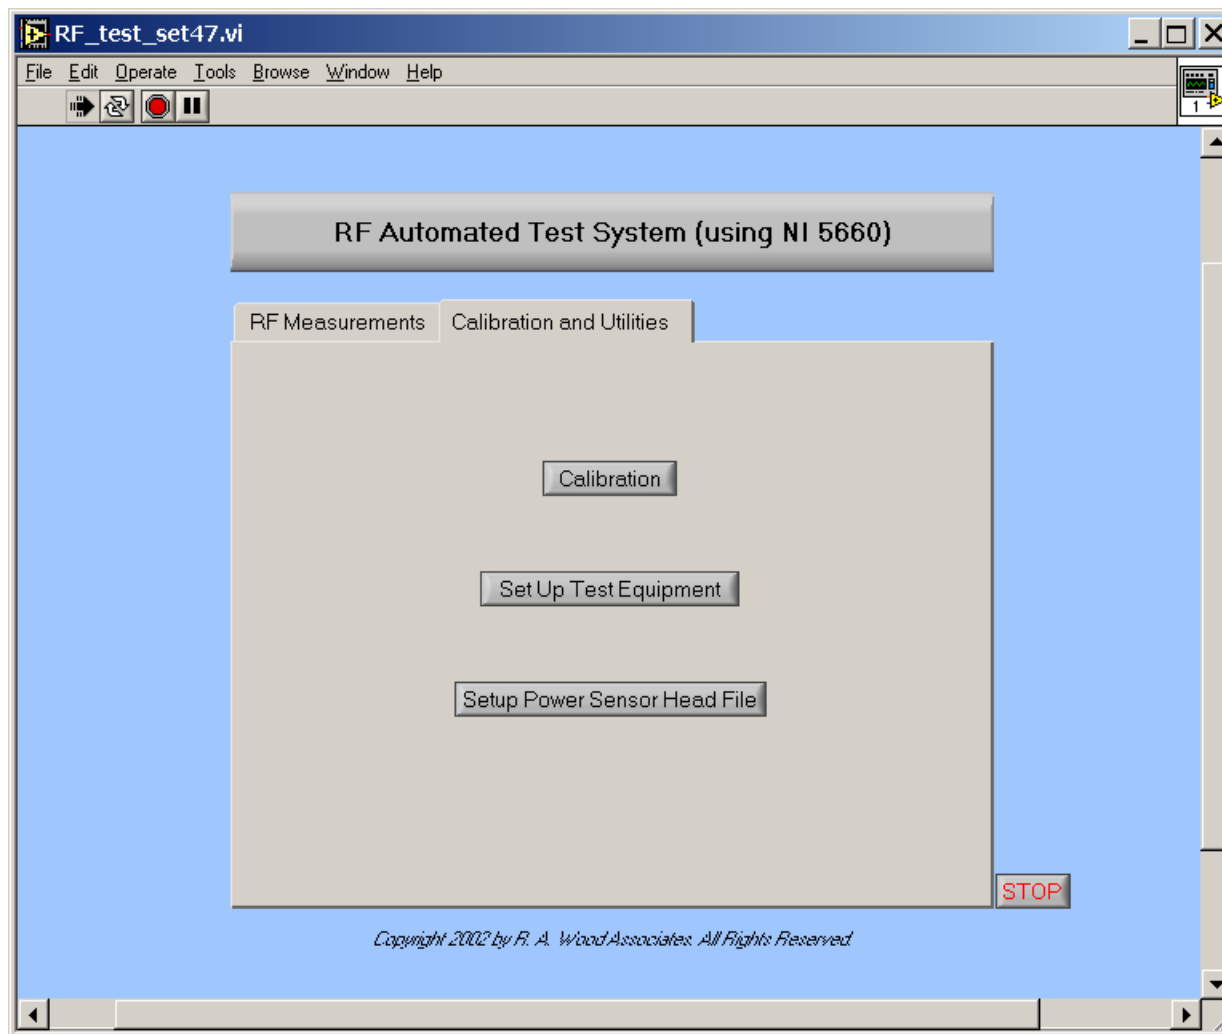 RF_test_set47.vi
File Edit Operate Tools Browse Window Help
1
RF Automated Test System (using NI 5660)
RF Measurements Calibration and Utilities
Calibration
Set Up Test Equipment
Setup Power Sensor Head File
STOP
Copyright 2002 by R. A. Wood Associates. All Rights Reserved